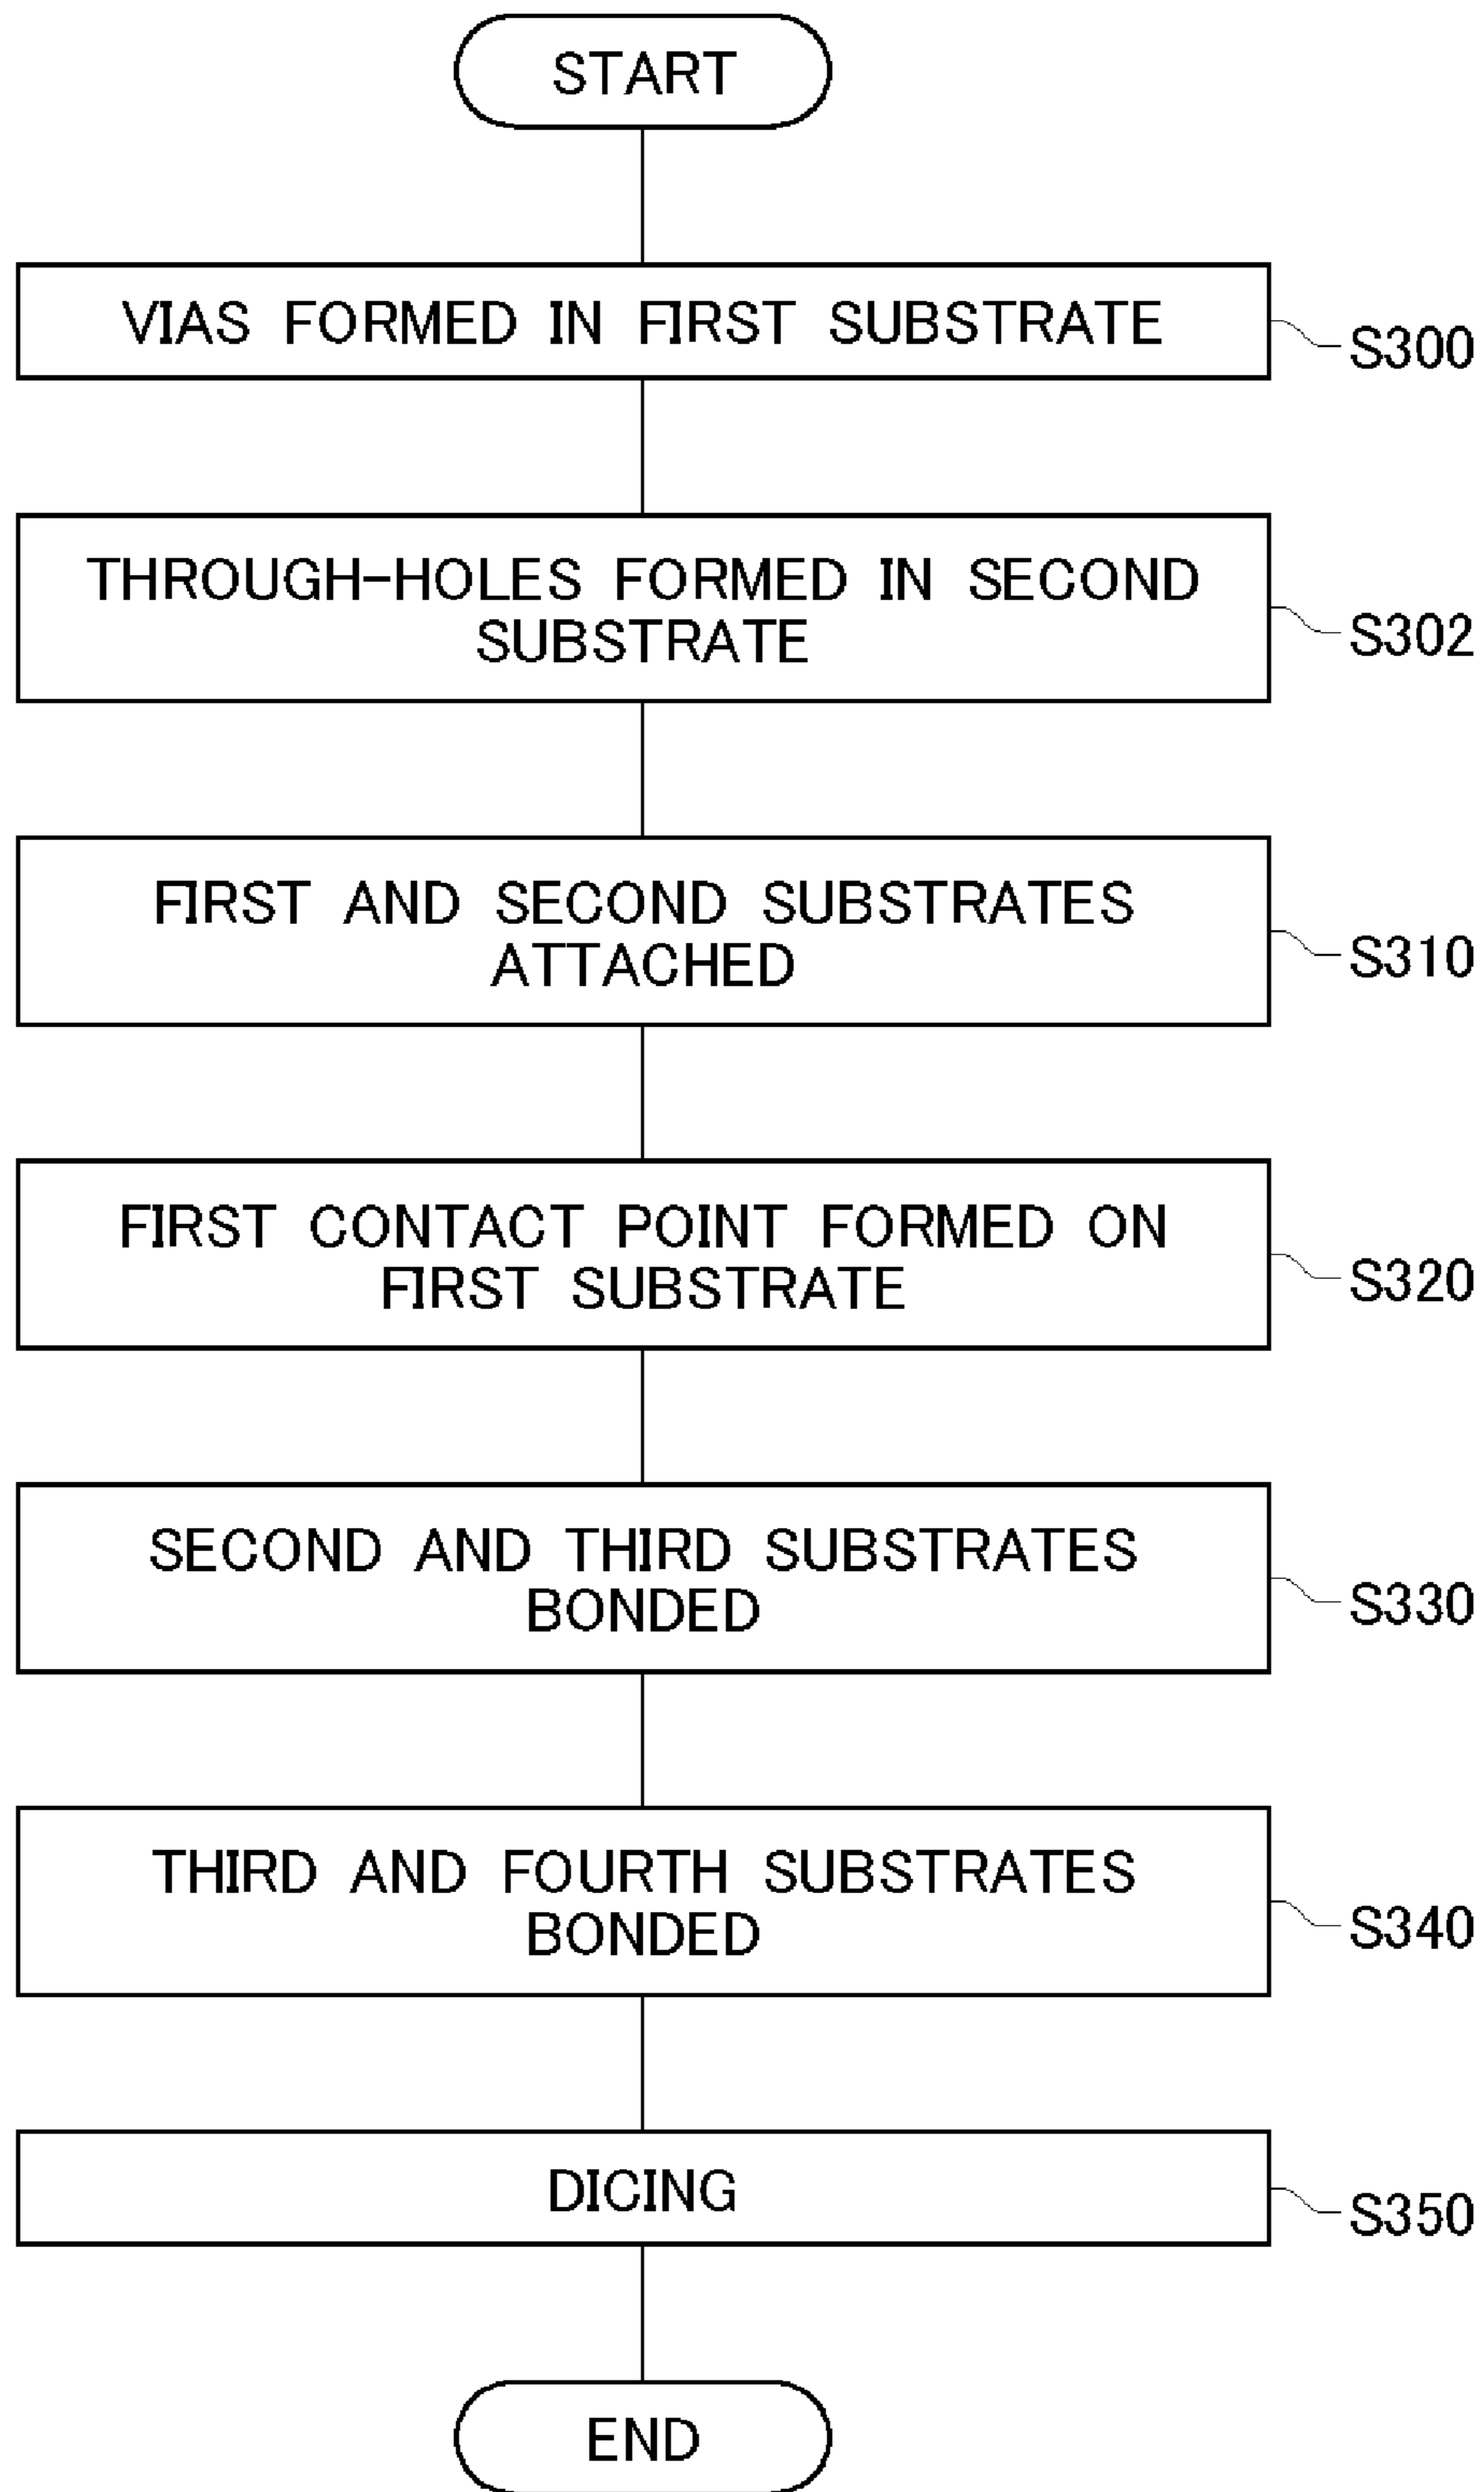 START
VIAS FORMED IN FIRST SUBSTRATE
S300
THROUGH-HOLES FORMED IN SECOND
SUBSTRATE
S302
FIRST AND SECOND SUBSTRATES
ATTACHED
S310
FIRST CONTACT POINT FORMED ON
FIRST SUBSTRATE
S320
SECOND AND THIRD SUBSTRATES
BONDED
S330
THIRD AND FOURTH SUBSTRATES
BONDED
S340
DICING
S350
END